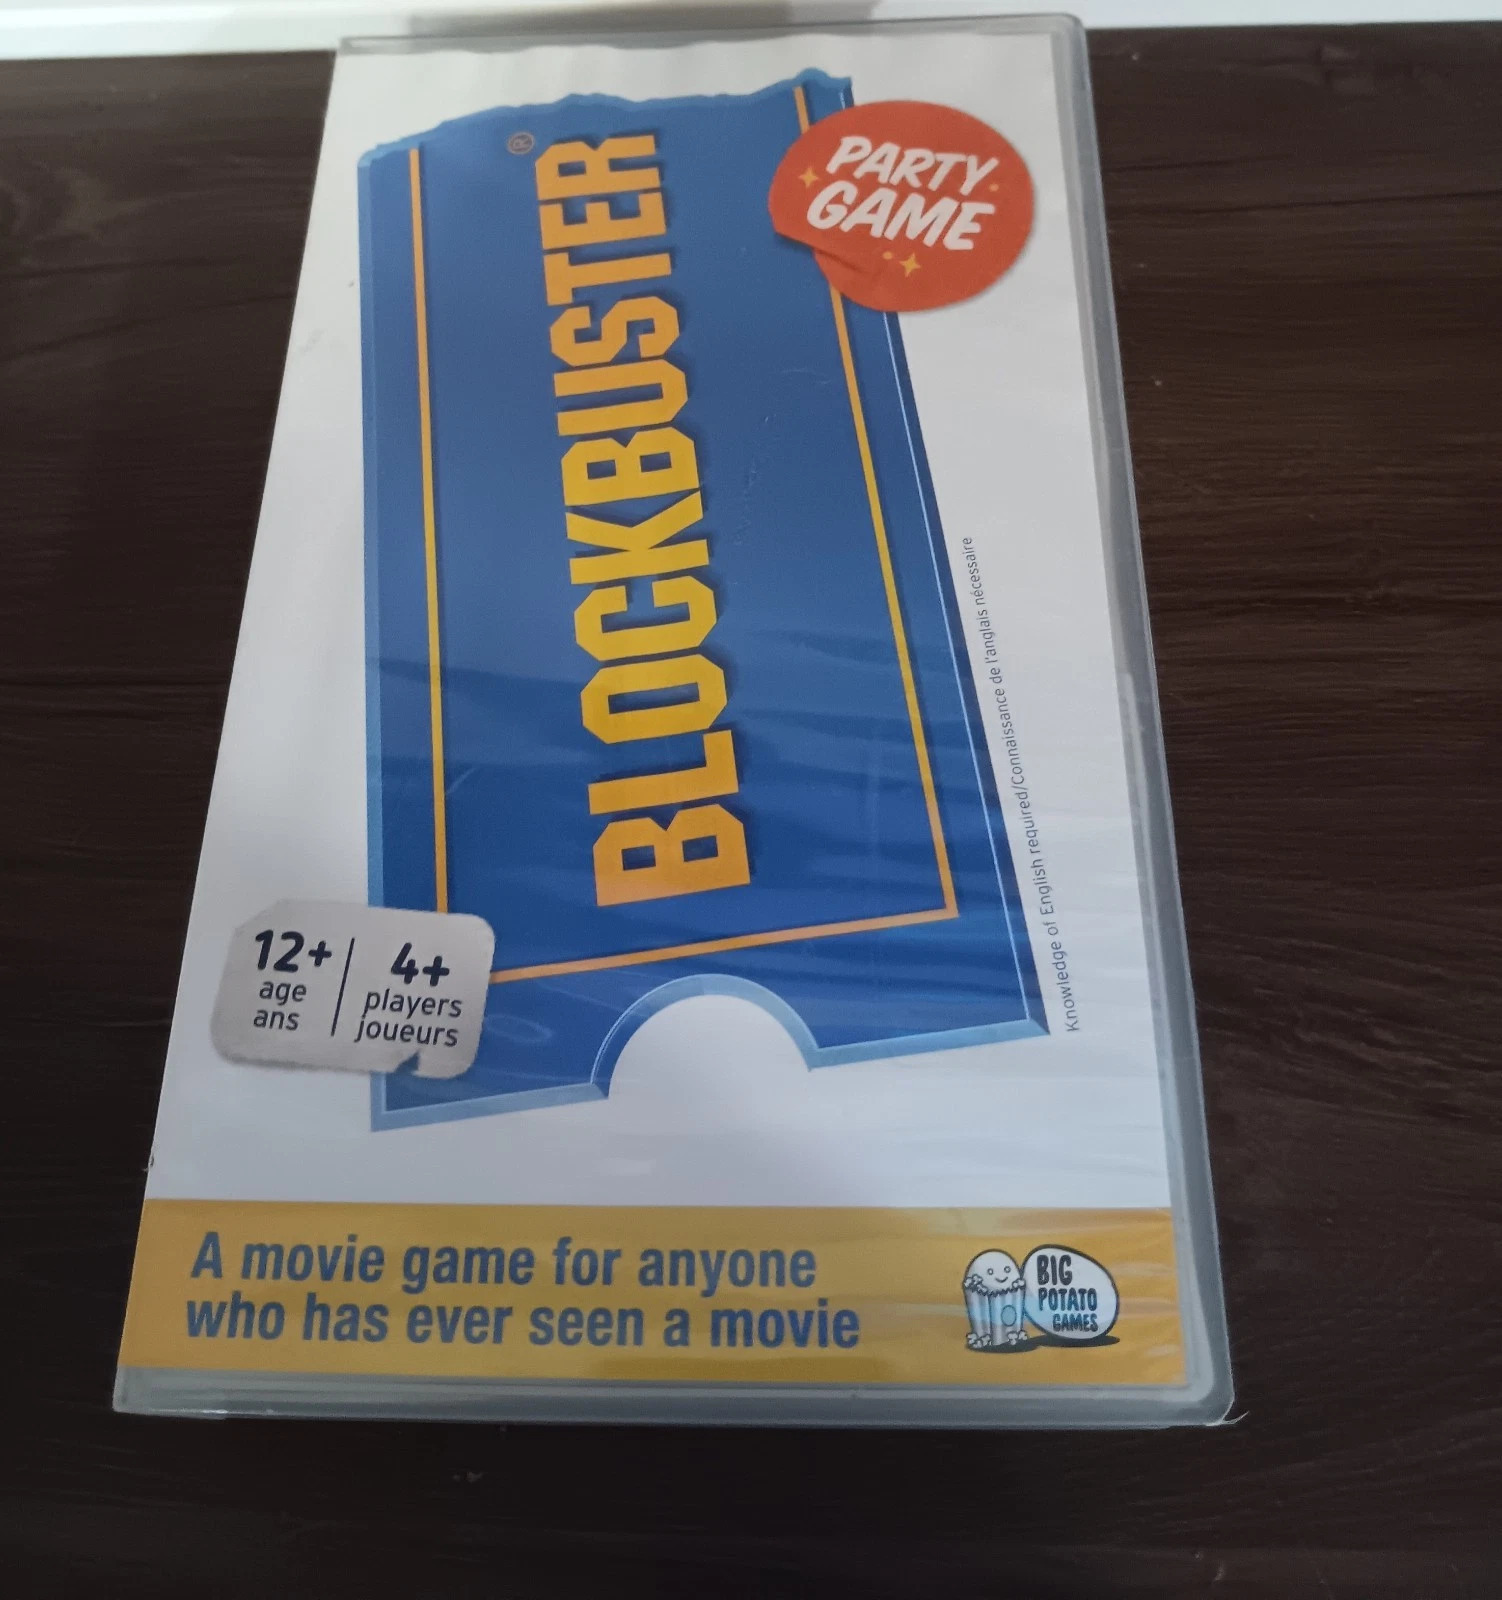 PARTY
GAME
BLOCKBUSTER®
Knowledge of English required/Connaissance de l'anglais nécessaire
12+
age
ans
4+
players
joueurs
A movie game for anyone
who has ever seen a movie
BIG
POTATO
GAMES